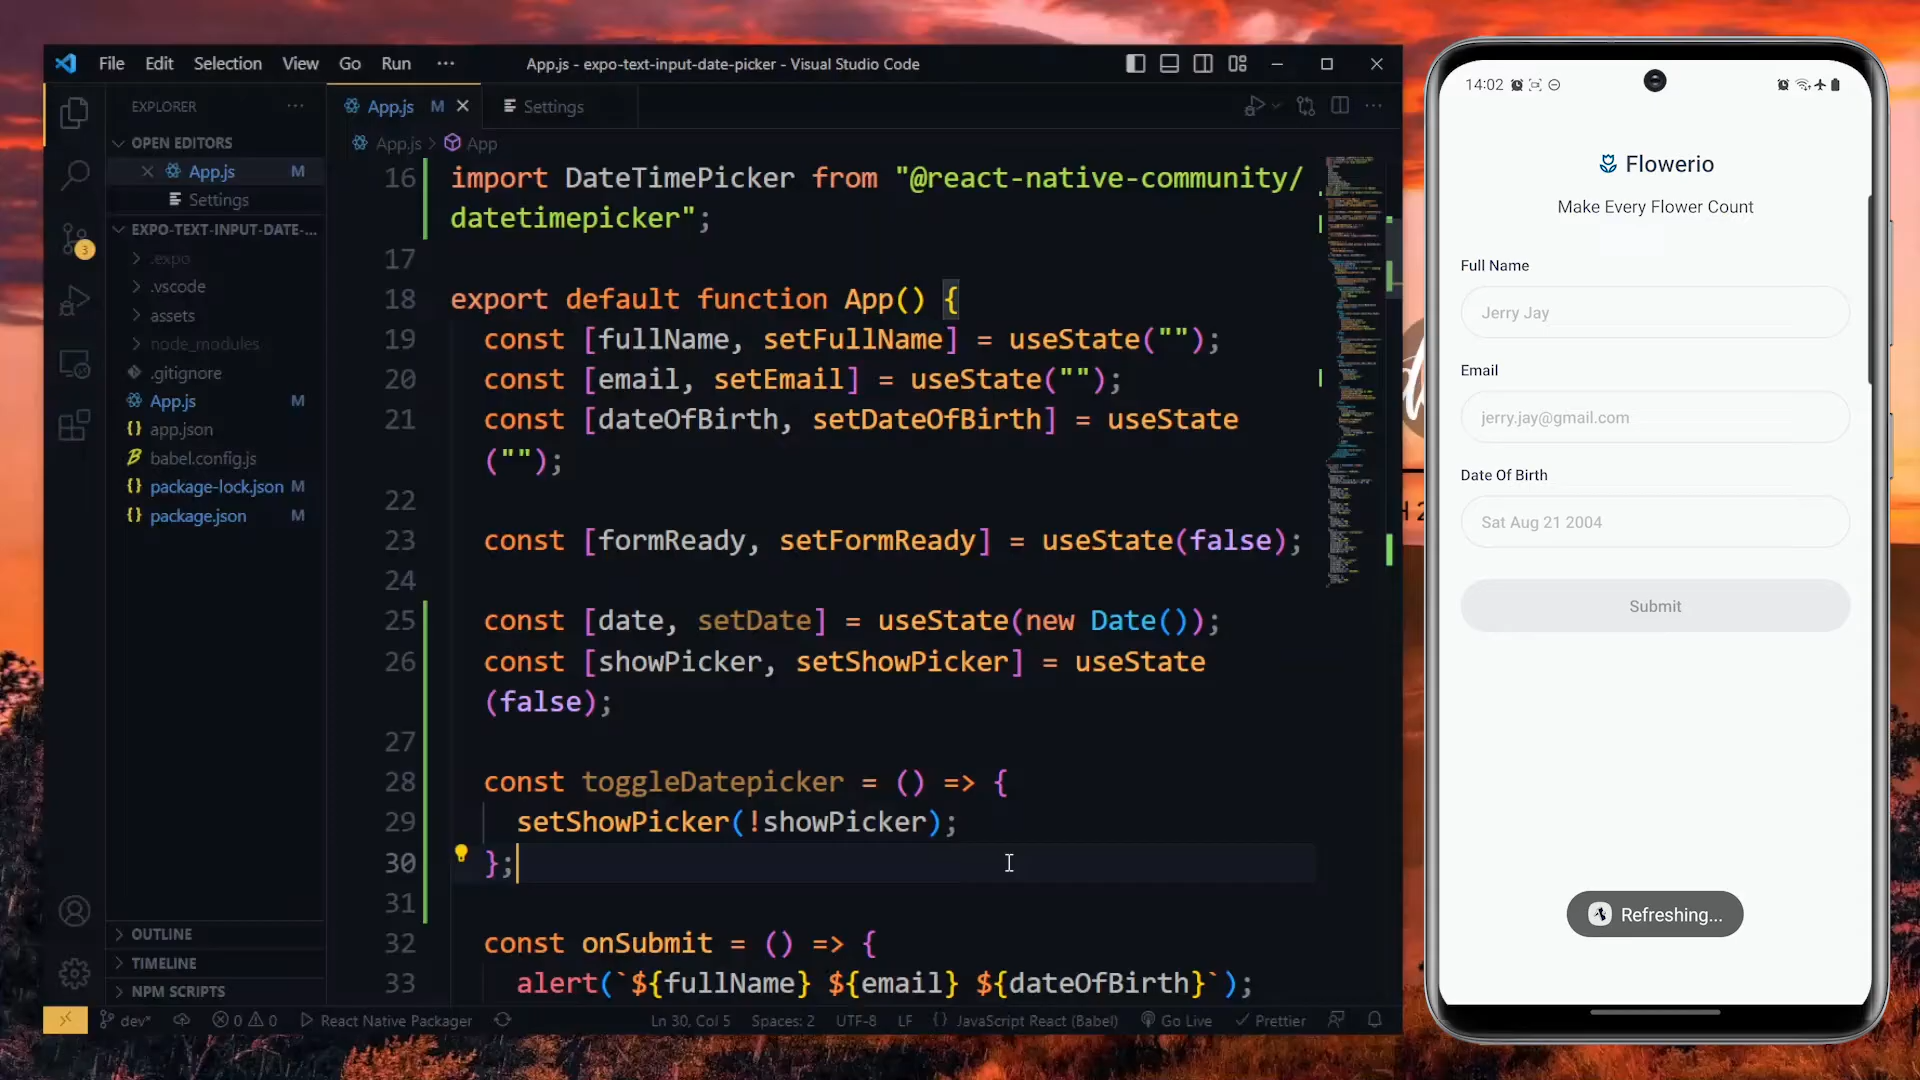 File Edit Selection View Go Run ···
App.js - expo-text-input-date-picker - Visual Studio Code
EXPLORER ···
OPEN EDITORS
App.js M
Settings
EXPO-TEXT-INPUT-DATE-...
.expo
.vscode
assets
node_modules
.gitignore
App.js M
app.json
babel.config.js
package-lock.json M
package.json M
OUTLINE
TIMELINE
NPM SCRIPTS
3
App.js M
Settings
App.js > App
16 import DateTimePicker from "@react-native-community/
datetimepicker";
17
18 export default function App() {
19 const [fullName, setFullName] = useState("");
20 const [email, setEmail] = useState("");
21 const [dateOfBirth, setDateOfBirth] = useState
("");
22
23 const [formReady, setFormReady] = useState(false);
24
25 const [date, setDate] = useState(new Date());
26 const [showPicker, setShowPicker] = useState
(false);
27
28 const toggleDatepicker = () => {
29 setShowPicker(!showPicker);
30 };
31
32 const onSubmit = () => {
33 alert(`${fullName} ${email} ${dateOfBirth}`);
dev* 0 0 React Native Packager Ln 30, Col 5 Spaces: 2 UTF-8 LF {} JavaScript React (Babel) Go Live Prettier
14:02
Flowerio
Make Every Flower Count
Full Name
Jerry Jay
Email
jerry.jay@gmail.com
Date Of Birth
Sat Aug 21 2004
Submit
Refreshing...